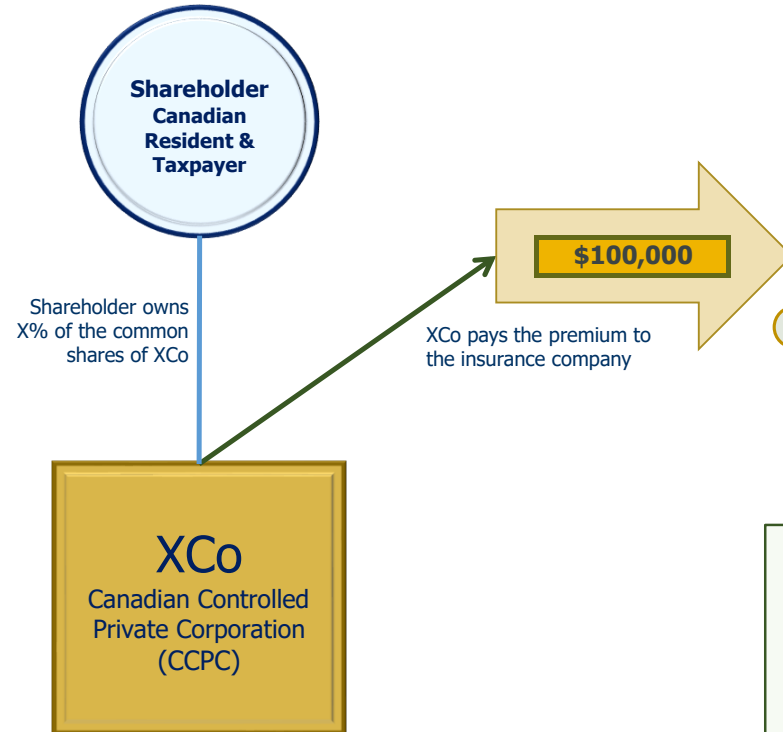 Shareholder
Canadian
Resident &
Taxpayer
$100,000
Shareholder owns
X% of the common
shares of XCo
XCo pays the premium to
the insurance company
XCo
Canadian Controlled
Private Corporation
(CCPC)